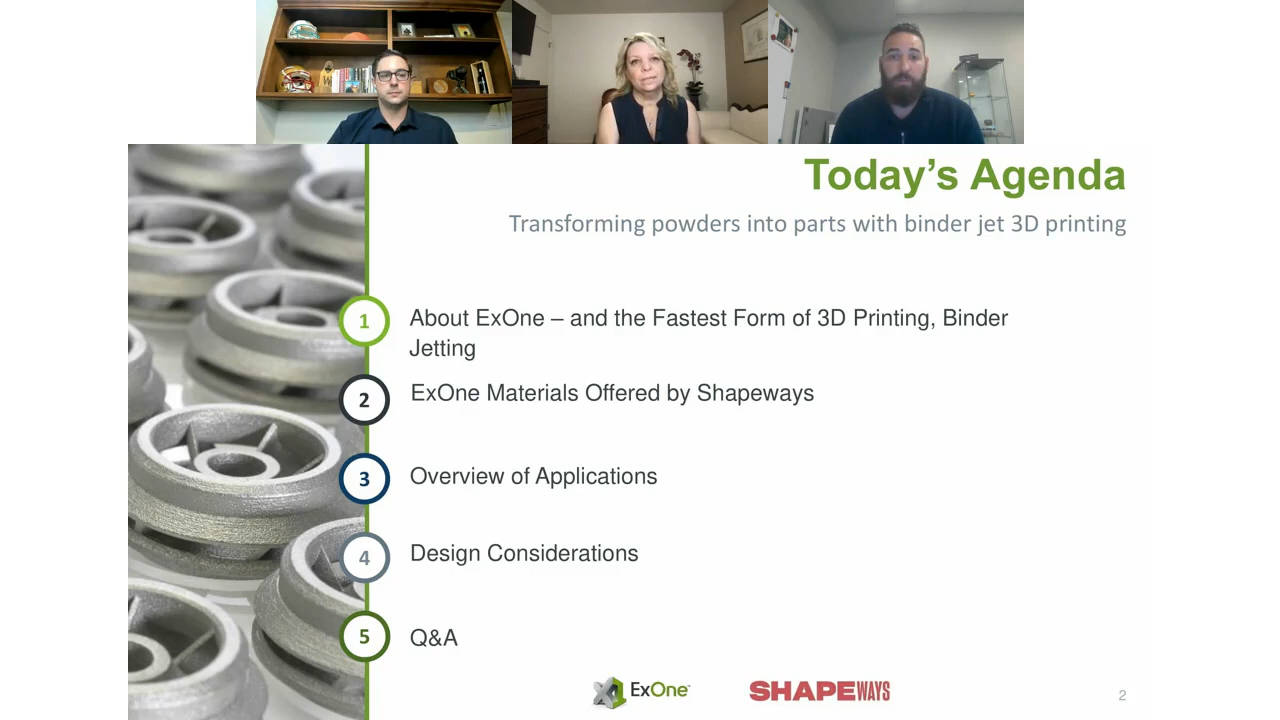 Today’s Agenda
Transforming powders into parts with binder jet 3D printing
1
About ExOne – and the Fastest Form of 3D Printing, Binder
Jetting
2
ExOne Materials Offered by Shapeways
3
Overview of Applications
4
Design Considerations
5
Q&A
X1 ExOne™
SHAPEWAYS
2